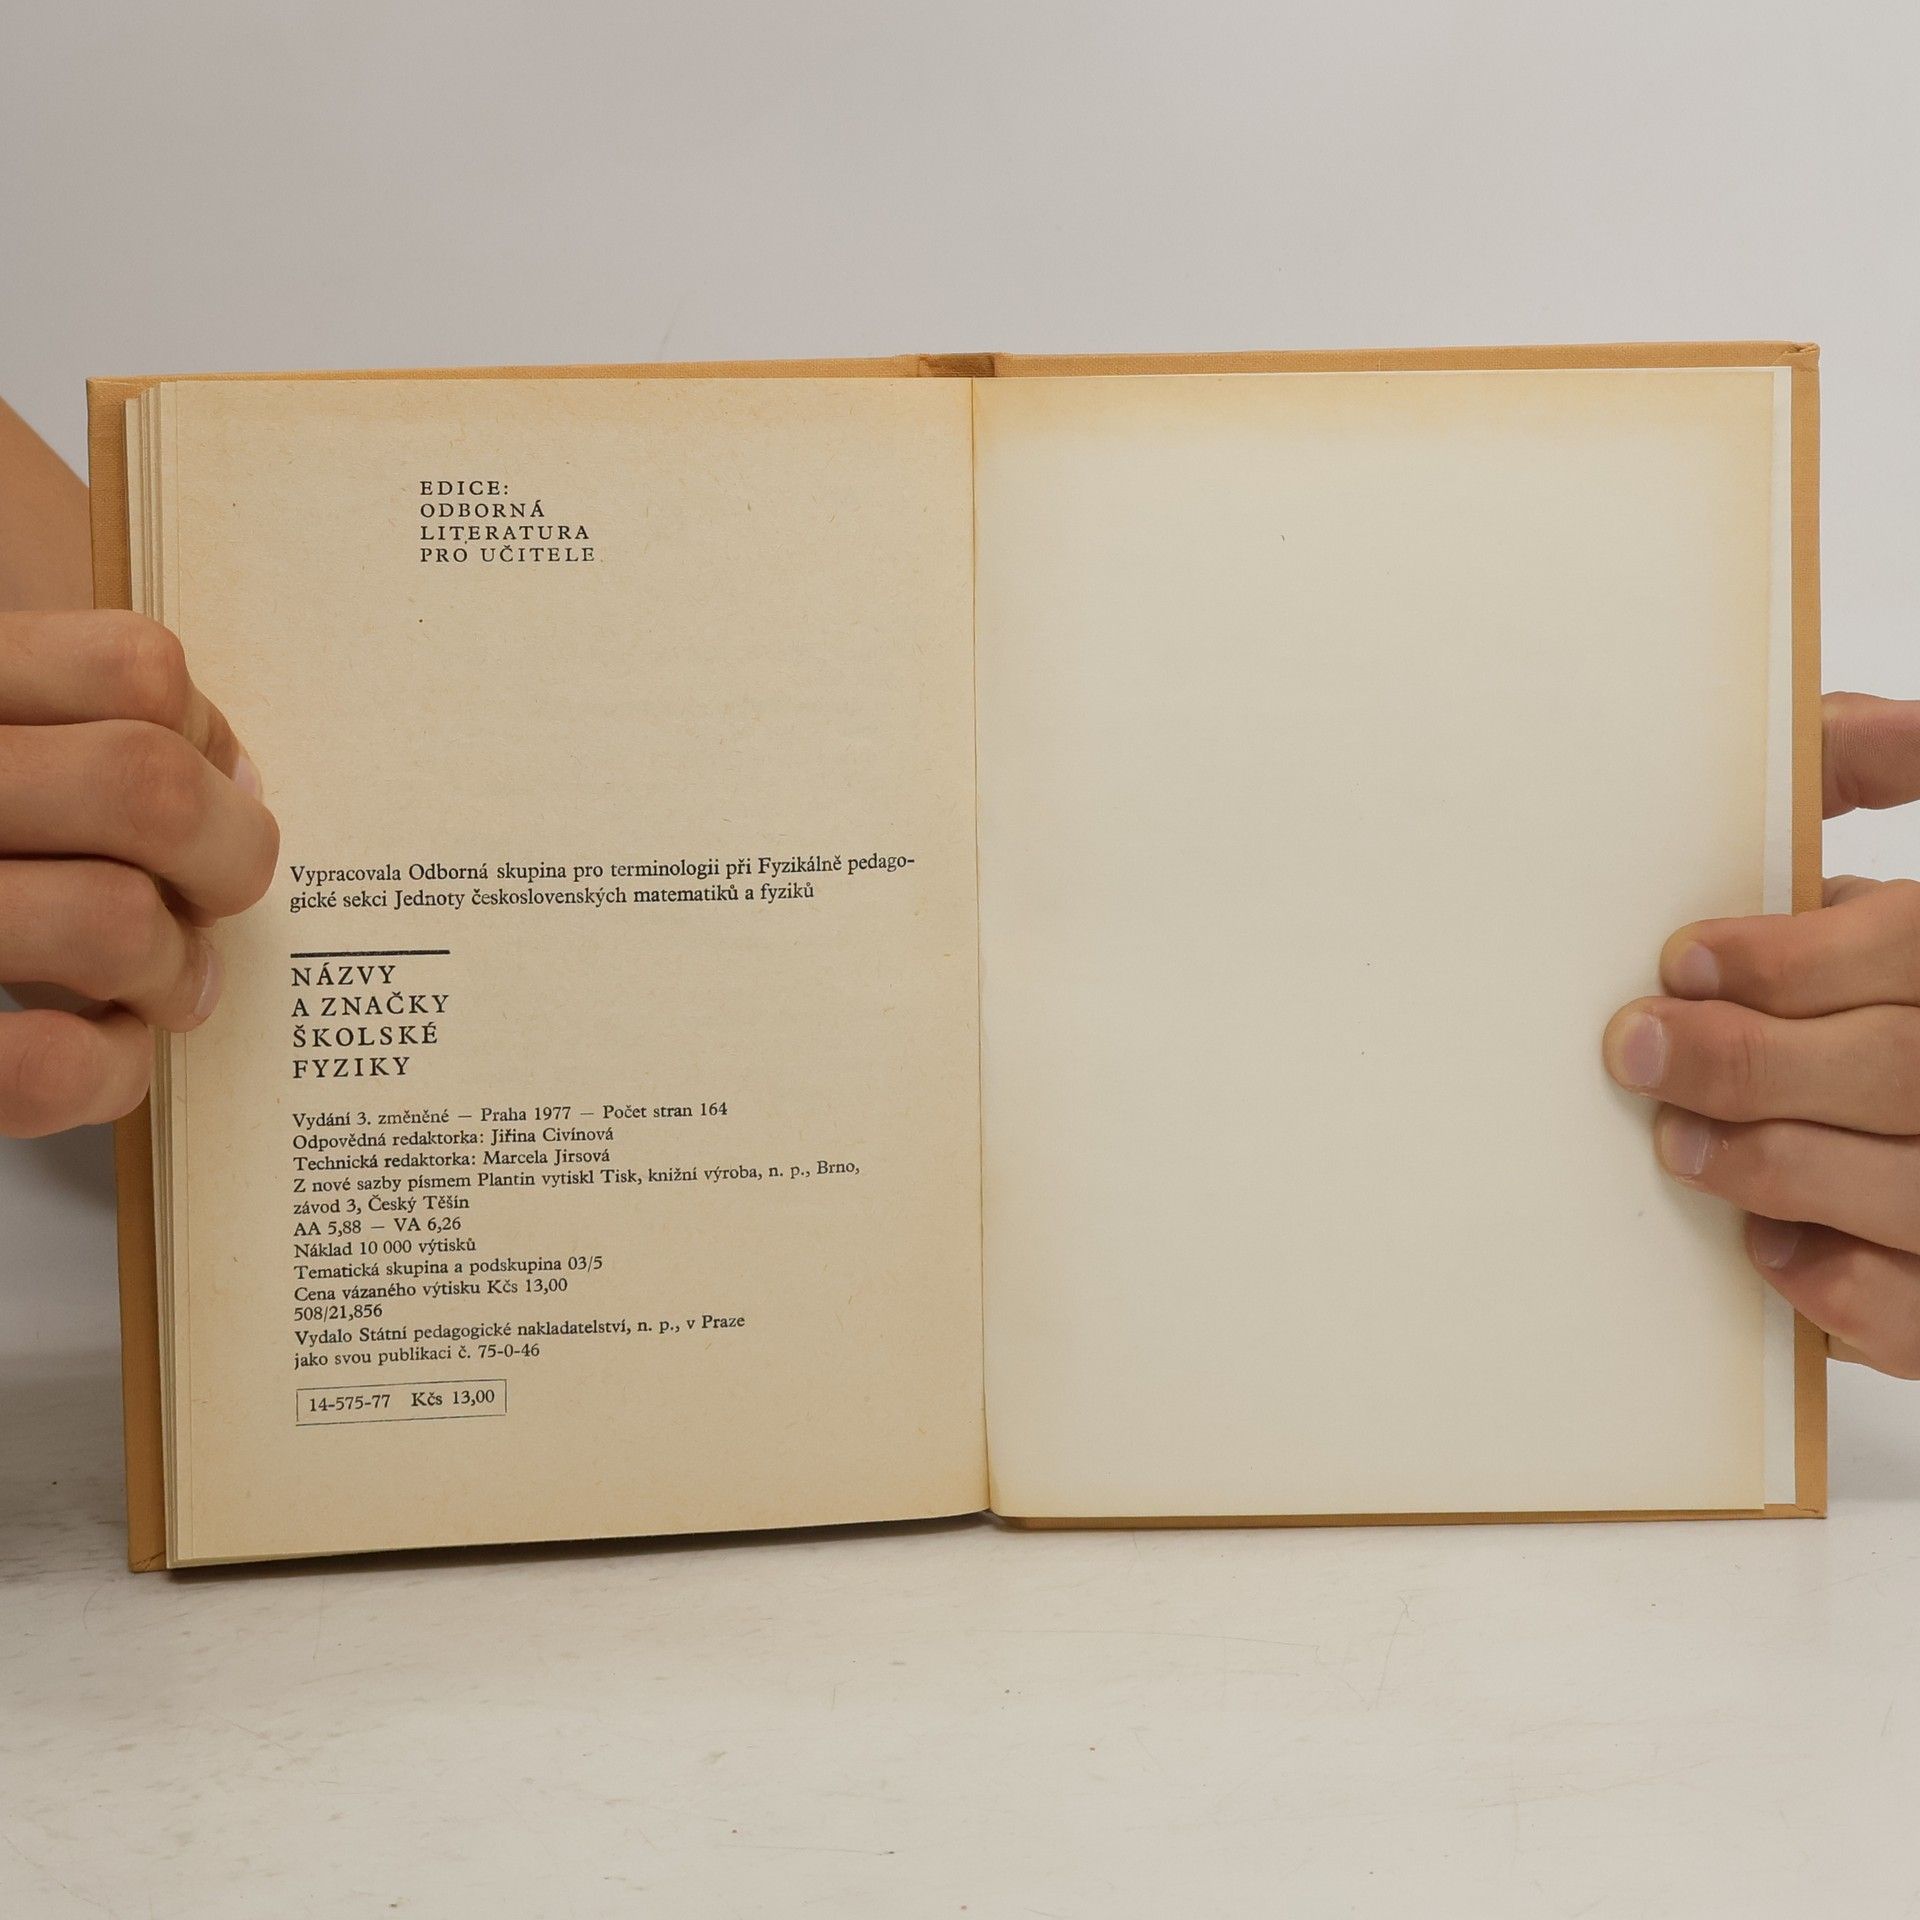 EDICE:
ODBORNÁ
LITERATURA
PRO UČITELE
Vypracovala Odborná skupina pro terminologii při Fyzikálně pedago-
gické sekci Jednoty československých matematiků a fyziků
NÁZVY
A ZNAČKY
ŠKOLSKÉ
FYZIKY
Vydání 3. změněné — Praha 1977 — Počet stran 164
Odpovědná redaktorka: Jiřina Civínová
Technická redaktorka: Marcela Jirsová
Z nové sazby písmem Plantin vytiskl Tisk, knižní výroba, n. p., Brno,
závod 3, Český Těšín
AA 5,88 — VA 6,26
Náklad 10 000 výtisků
Tematická skupina a podskupina 03/5
Cena vázaného výtisku Kčs 13,00
508/21,856
Vydalo Státní pedagogické nakladatelství, n. p., v Praze
jako svou publikaci č. 75-0-46
14-575-77 Kčs 13,00